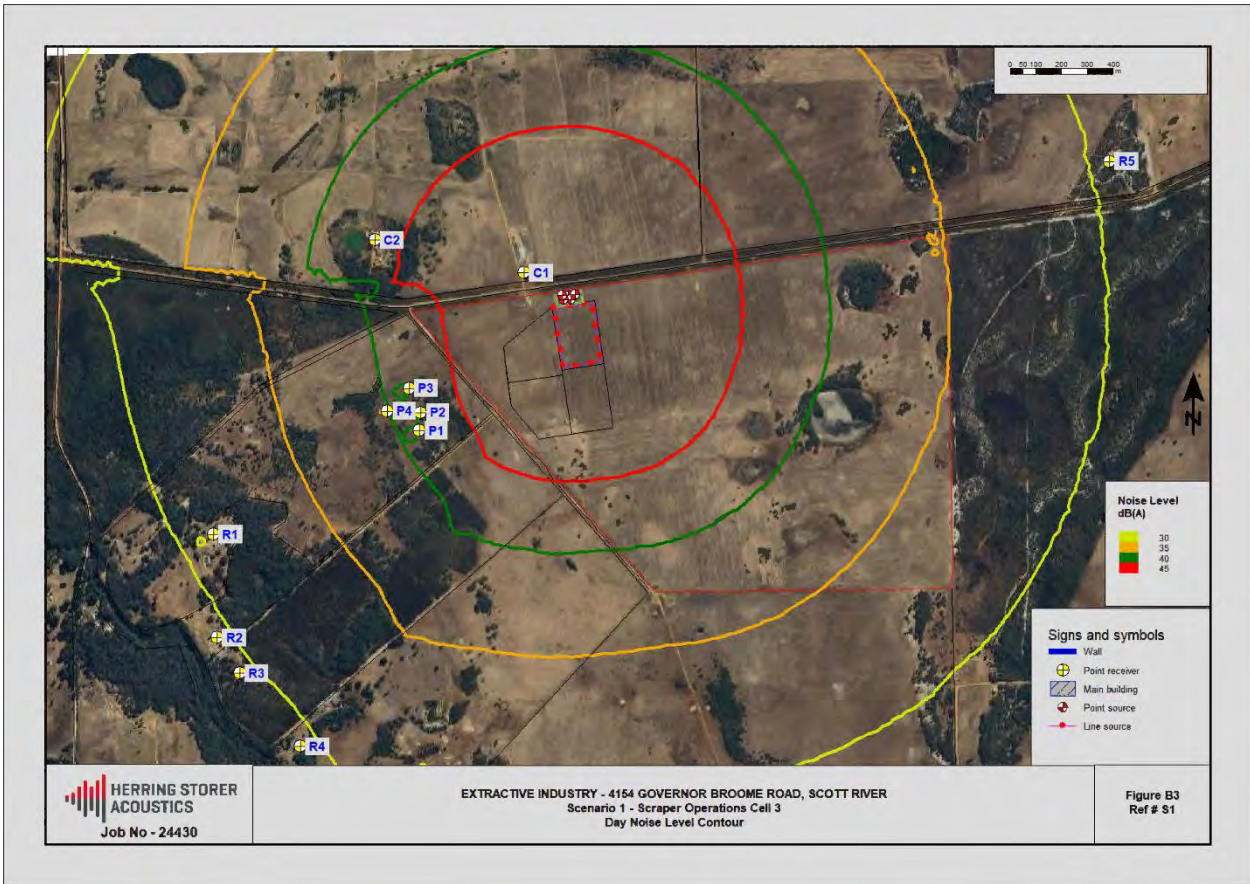 0 50 100 200 300 400
m
R5
C2
C1
P3
P4
P2
P1
R1
R2
R3
R4
N
Noise Level
dB(A)
30
35
40
45
Signs and symbols
Wall
Point receiver
Main building
Point source
Line source
HERRING STORER
ACOUSTICS
Job No - 24430
EXTRACTIVE INDUSTRY - 4154 GOVERNOR BROOME ROAD, SCOTT RIVER
Scenario 1 - Scraper Operations Cell 3
Day Noise Level Contour
Figure B3
Ref # S1